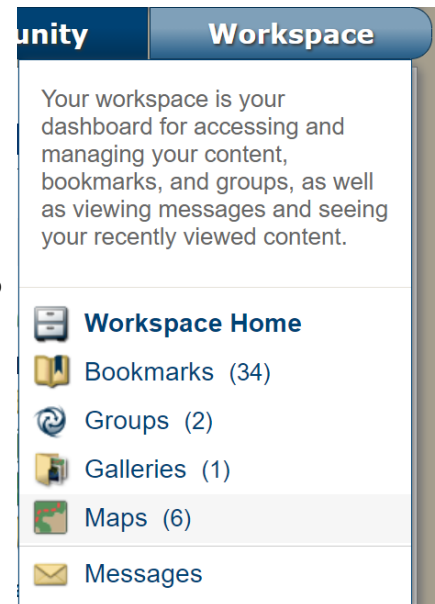 unity
Workspace
Your workspace is your
dashboard for accessing and
managing your content,
bookmarks, and groups, as well
as viewing messages and seeing
your recently viewed content.
Workspace Home
Bookmarks (34)
Groups (2)
Galleries (1)
Maps (6)
Messages